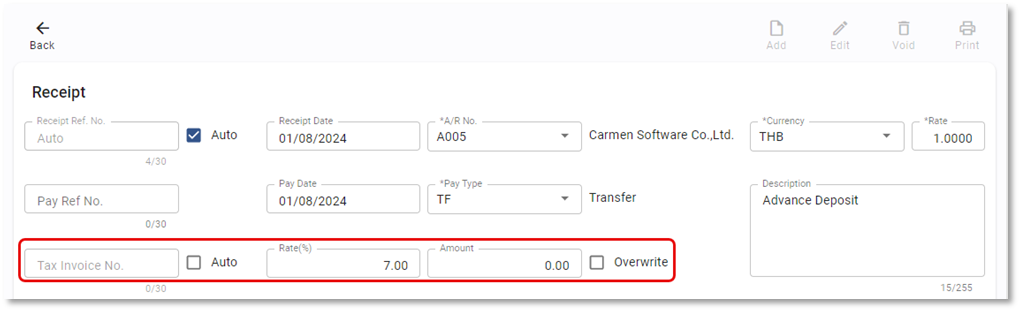 Back
Add Edit Void Print
Receipt
Receipt Ref. No. Receipt Date *A/R No. *Currency *Rate
Auto Auto 01/08/2024 A005 Carmen Software Co.,Ltd. THB 1.0000
4/30
Pay Date *Pay Type Description
Pay Ref No. 01/08/2024 TF Transfer Advance Deposit
0/30
Rate(%) Amount
Tax Invoice No. Auto 7.00 0.00 Overwrite
0/30 15/255